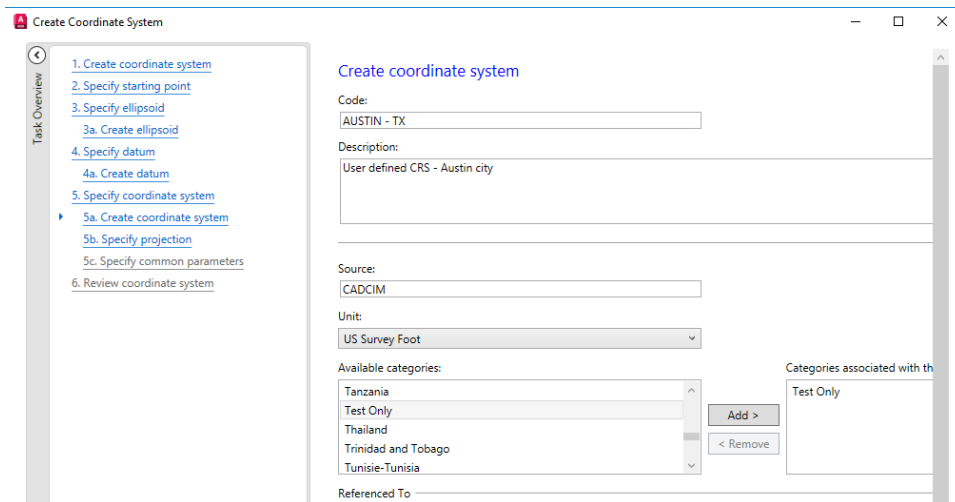 Create Coordinate System
Task Overview
1. Create coordinate system
2. Specify starting point
3. Specify ellipsoid
3a. Create ellipsoid
4. Specify datum
4a. Create datum
5. Specify coordinate system
5a. Create coordinate system
5b. Specify projection
5c. Specify common parameters
6. Review coordinate system
Create coordinate system
Code:
AUSTIN - TX
Description:
User defined CRS - Austin city
Source:
CADCIM
Unit:
US Survey Foot
Available categories:
Tanzania
Test Only
Thailand
Trinidad and Tobago
Tunisie-Tunisia
Add >
< Remove
Categories associated with th
Test Only
Referenced To